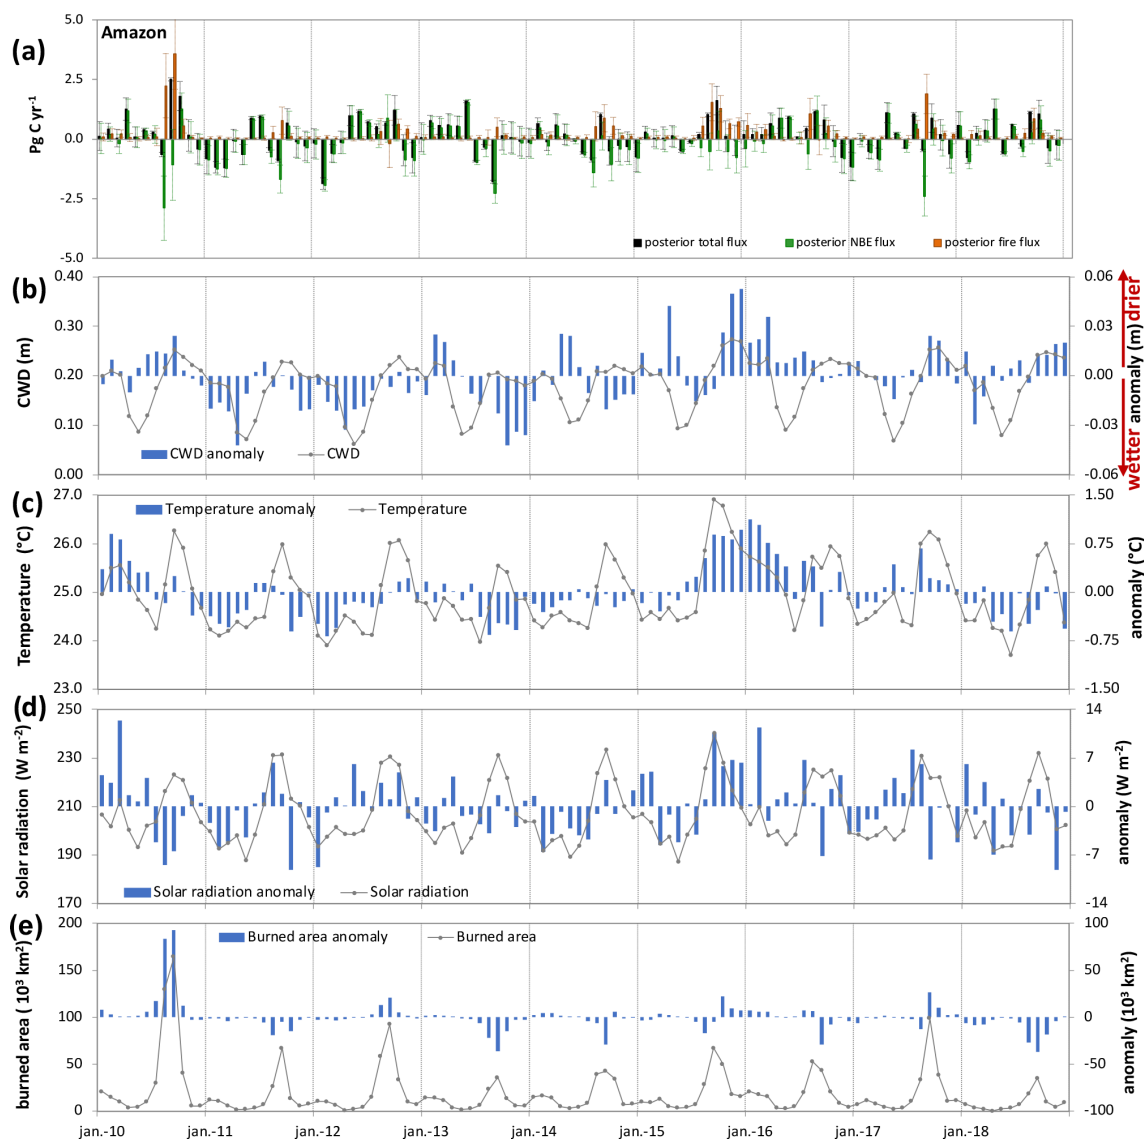 (a)
Amazon
Pg C yr⁻¹
5.0
2.5
0.0
-2.5
-5.0
posterior total flux
posterior NBE flux
posterior fire flux
(b)
CWD (m)
0.40
0.30
0.20
0.10
0.00
0.06
0.03
0.00
-0.03
-0.06
wetter anomaly (m) drier
CWD anomaly
CWD
(c)
Temperature (°C)
27.0
26.0
25.0
24.0
23.0
1.50
0.75
0.00
-0.75
-1.50
anomaly (°C)
Temperature anomaly
Temperature
(d)
Solar radiation (W m⁻²)
250
230
210
190
170
14
7
0
-7
-14
anomaly (W m⁻²)
Solar radiation anomaly
Solar radiation
(e)
burned area ( 10³ km²)
200
150
100
50
0
100
50
0
-50
-100
anomaly (10³ km²)
Burned area anomaly
Burned area
jan.-10
jan.-11
jan.-12
jan.-13
jan.-14
jan.-15
jan.-16
jan.-17
jan.-18